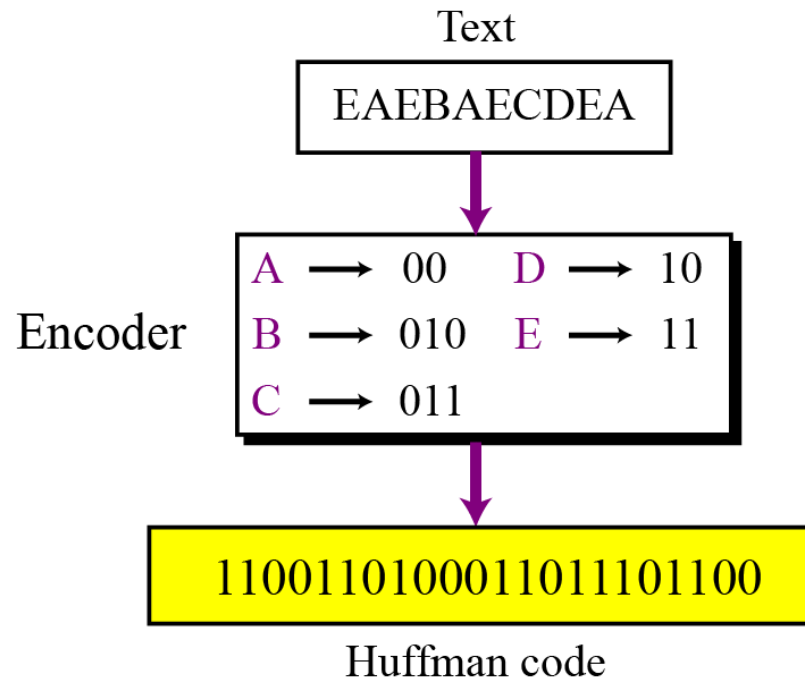 Text
EAEBAECDEA
A → 00 D → 10
Encoder B → 010 E → 11
C → 011
1100110100011011101100
Huffman code